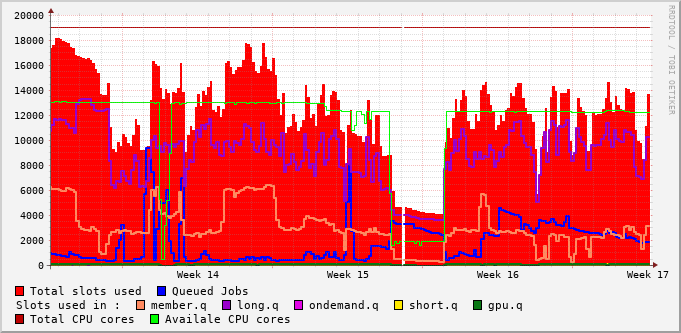 RRDTOOL / TOBI OETIKER
20000
18000
16000
14000
12000
10000
8000
6000
4000
2000
0
Week 14 Week 15 Week 16 Week 17
Total slots used Queued Jobs
Slots used in : member.q long.q ondemand.q short.q gpu.q
Total CPU cores Availale CPU cores